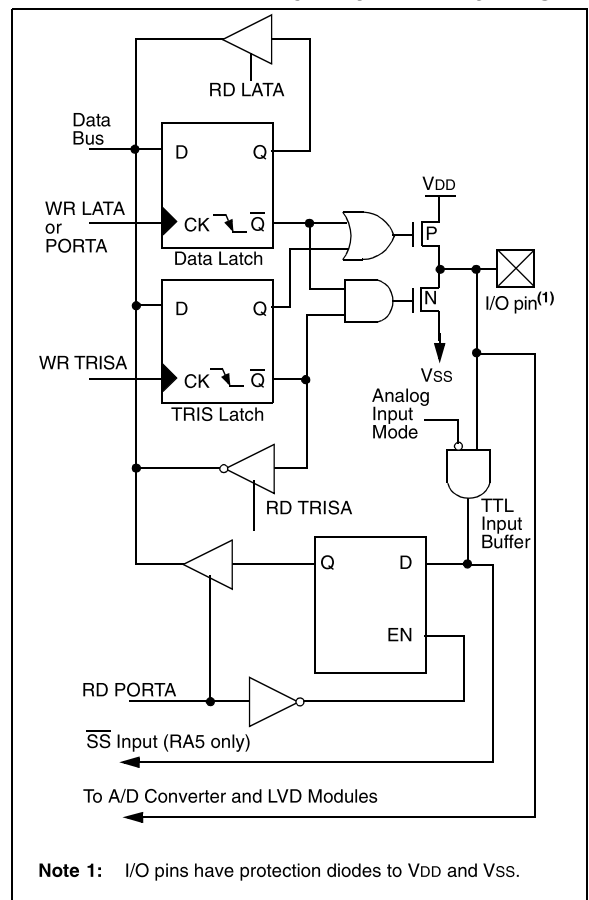 RD LATA
Data
Bus
D
Q
WR LATA
or
PORTA
CK
Q̅
Data Latch
VDD
P
I/O pin(1)
N
VSS
D
Q
WR TRISA
CK
Q̅
TRIS Latch
Analog
Input
Mode
RD TRISA
TTL
Input
Buffer
Q
D
EN
RD PORTA
S̅S̅ Input (RA5 only)
To A/D Converter and LVD Modules
Note 1: I/O pins have protection diodes to VDD and VSS.